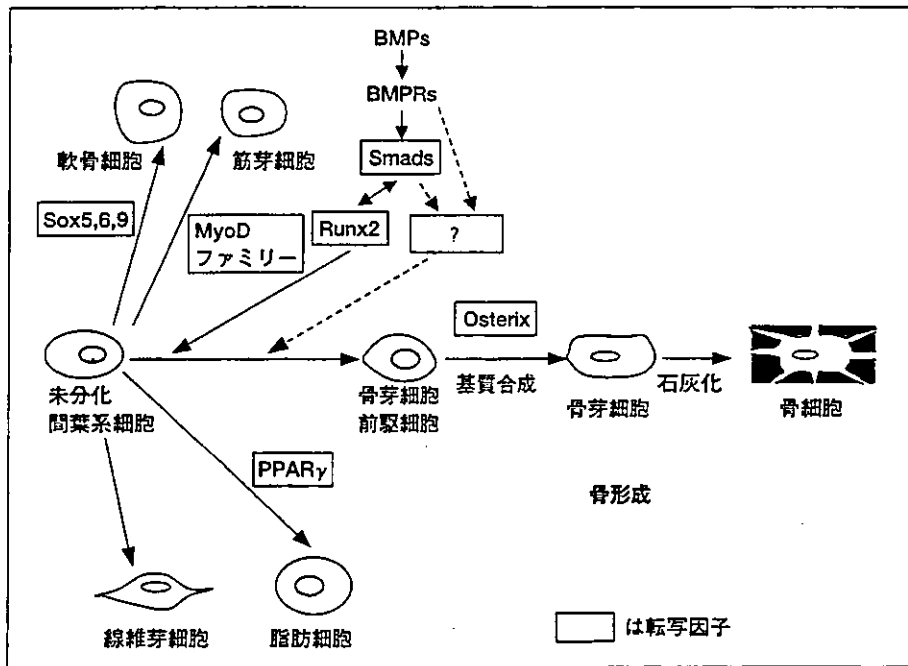 BMPs
BMPRs
Smads
軟骨細胞
筋芽細胞
Sox5,6,9
MyoD
ファミリー
Runx2
?
Osterix
未分化
間葉系細胞
骨芽細胞
前駆細胞
基質合成
骨芽細胞
石灰化
骨細胞
PPARγ
骨形成
線維芽細胞
脂肪細胞
は転写因子